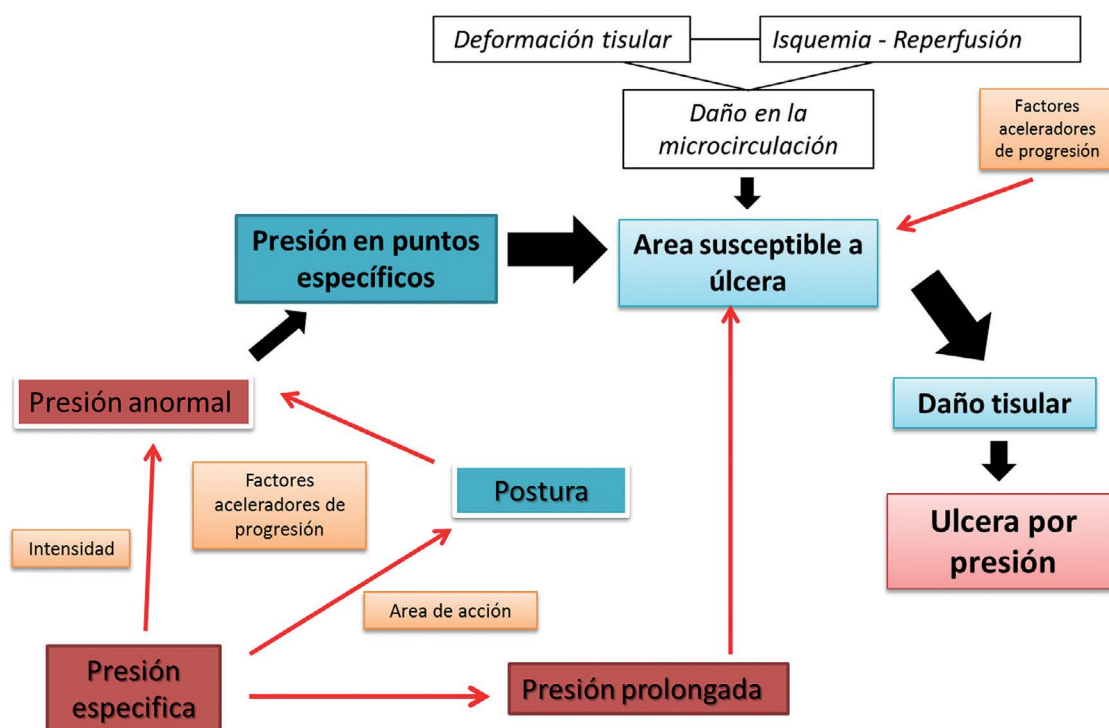 Deformación tisular
Isquemia - Reperfusión
Daño en la
microcirculación
Factores
aceleradores
de progresión
Presión en puntos
específicos
Area susceptible a
úlcera
Presión anormal
Daño tisular
Factores
aceleradores de
progresión
Postura
Intensidad
Ulcera por
presión
Area de acción
Presión
especifica
Presión prolongada